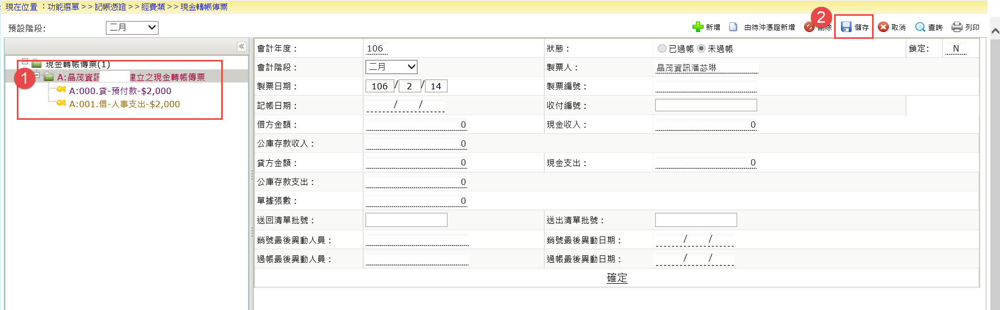 現在位置 ：功能選單>>記帳憑證>>經費類>>現金轉帳傳票
預設階段: 二月
新增 由待沖憑證新增 刪除 儲存 取消 查詢 列印
2
«
現金轉帳傳票(1)
1
A:晶茂資訊 建立之現金轉帳傳票
A:000.貸-預付款-$2,000
A:001.借-人事支出-$2,000
會計年度： 106 狀態： 已過帳 未過帳 鎖定: N
會計階段： 二月 製票人： 晶茂資訊潘苾琳
製票日期： 106 / 2 / 14 製票編號：
記帳日期： / / 收付編號：
借方金額： 0 現金收入： 0
公庫存款收入： 0
貸方金額： 0 現金支出： 0
公庫存款支出： 0
單據張數： 0
送回清單批號： 送出清單批號：
銷號最後異動人員： 銷號最後異動日期： / /
過帳最後異動人員： 過帳最後異動日期： / /
確定